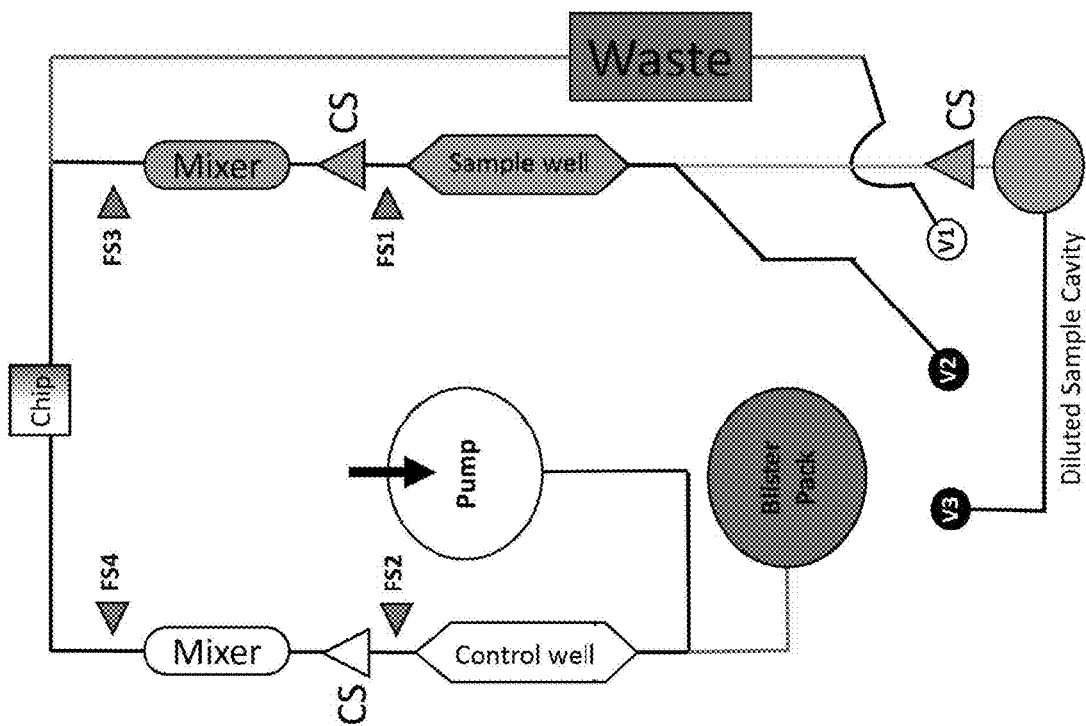 Waste
CS
Mixer
Sample well
CS
FS3
FS1
V1
Chip
Diluted Sample Cavity
V2
Pump
Blister
Pack
V3
FS4
FS2
Mixer
Control well
CS